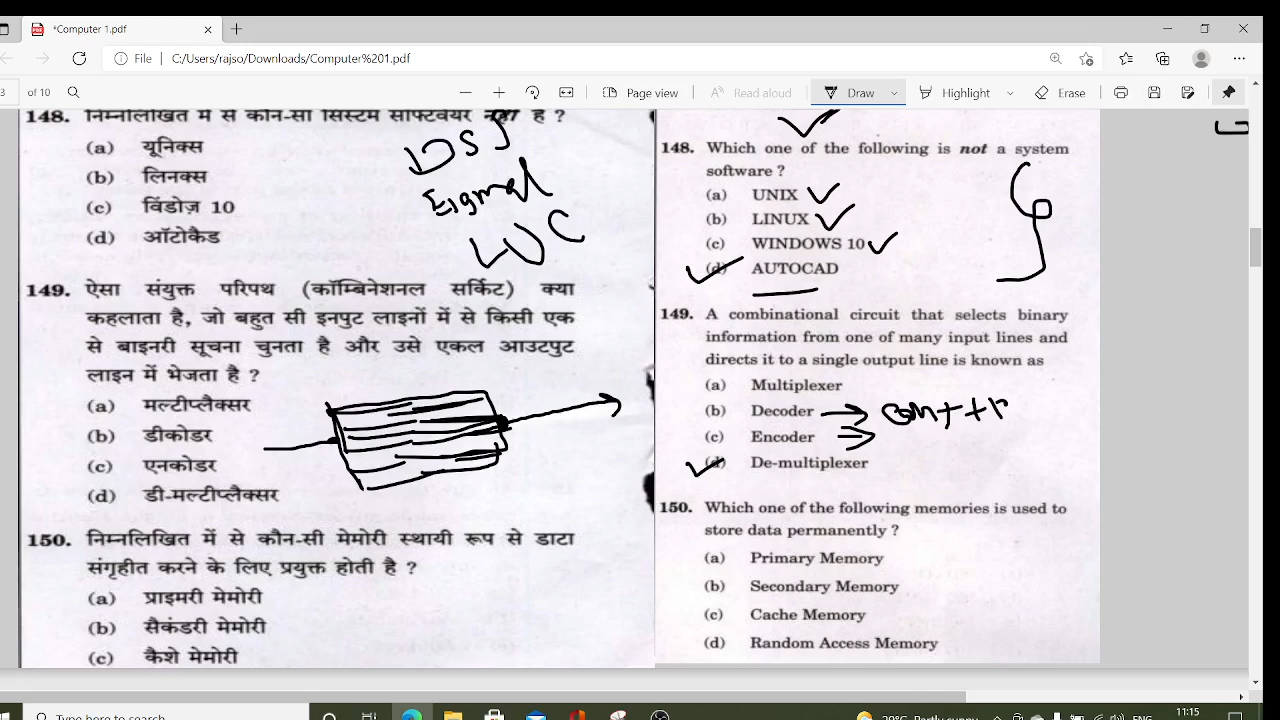 *Computer 1.pdf
File
C:/Users/rajso/Downloads/Computer%201.pdf
3 of 10
Page view
Read aloud
Draw
Highlight
Erase
148. निम्नलिखित में से कौन-सा सिस्टम सॉफ्टवेयर नहीं है ?
(a) यूनिक्स
(b) लिनक्स
(c) विंडोज़ 10
(d) ऑटोकैड
149. ऐसा संयुक्त परिपथ (कॉम्बिनेशनल सर्किट) क्या
कहलाता है, जो बहुत सी इनपुट लाइनों में से किसी एक
से बाइनरी सूचना चुनता है और उसे एकल आउटपुट
लाइन में भेजता है ?
(a) मल्टीप्लैक्सर
(b) डीकोडर
(c) एनकोडर
(d) डी-मल्टीप्लैक्सर
150. निम्नलिखित में से कौन-सी मेमोरी स्थायी रूप से डाटा
संगृहीत करने के लिए प्रयुक्त होती है ?
(a) प्राइमरी मेमोरी
(b) सैकंडरी मेमोरी
(c) कैशे मेमोरी
148. Which one of the following is not a system
software ?
(a) UNIX
(b) LINUX
(c) WINDOWS 10
(d) AUTOCAD
149. A combinational circuit that selects binary
information from one of many input lines and
directs it to a single output line is known as
(a) Multiplexer
(b) Decoder
(c) Encoder
(d) De-multiplexer
150. Which one of the following memories is used to
store data permanently ?
(a) Primary Memory
(b) Secondary Memory
(c) Cache Memory
(d) Random Access Memory
Type here to search
29°C Partly sunny
11:15